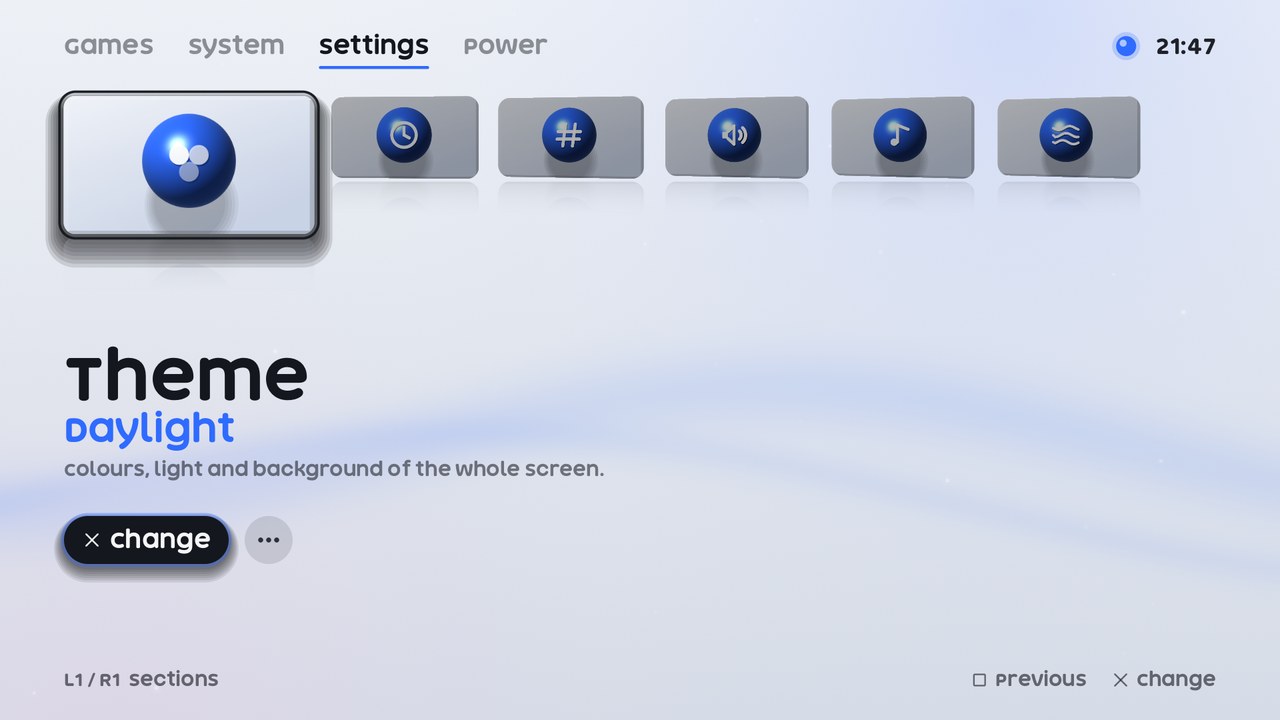 Games system settings Power 21:47
Theme
Daylight
colours, light and background of the whole screen.
× change •••
L1 / R1 sections □ Previous × change